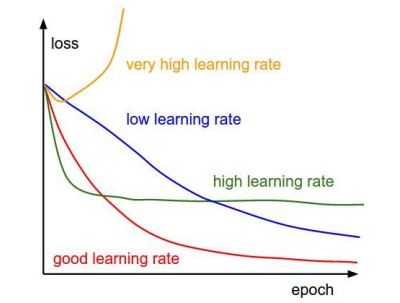 loss
very high learning rate
low learning rate
high learning rate
good learning rate
epoch